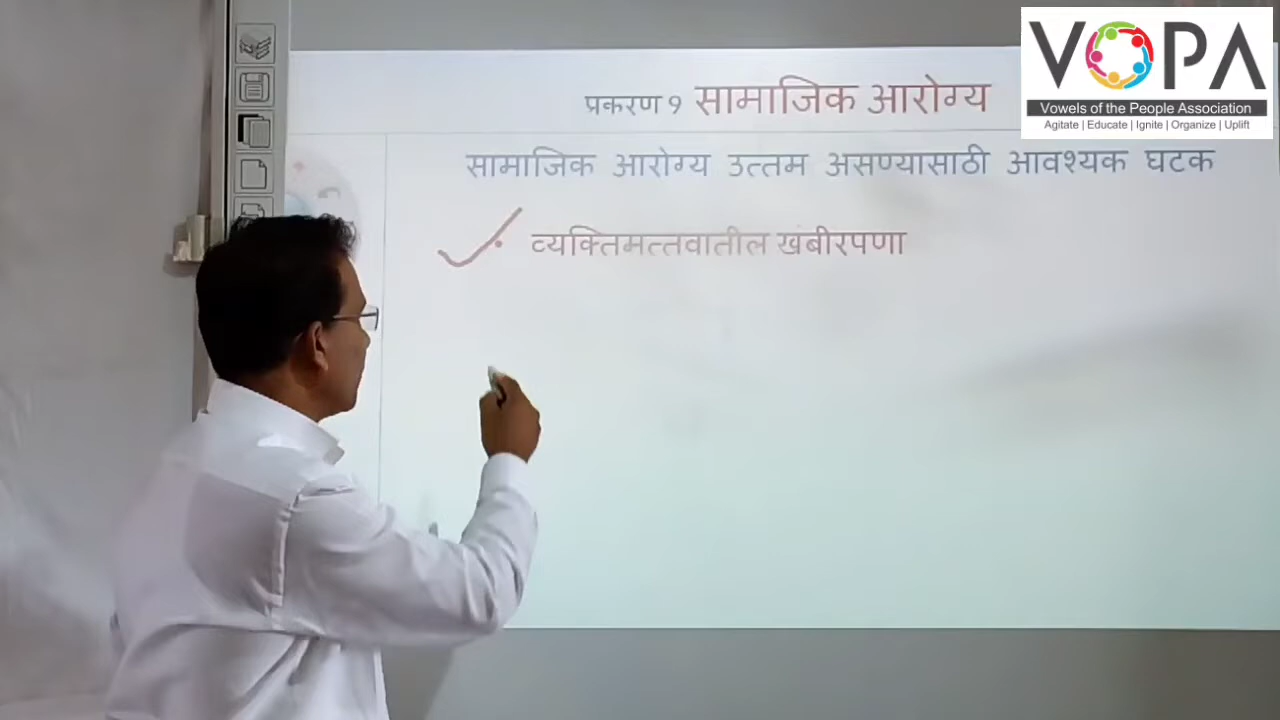 VOPA
Vowels of the People Association
Agitate | Educate | Ignite | Organize | Uplift
प्रकरण ९ सामाजिक आरोग्य
सामाजिक आरोग्य उत्तम असण्यासाठी आवश्यक घटक
• व्यक्तिमत्तवातील खंबीरपणा